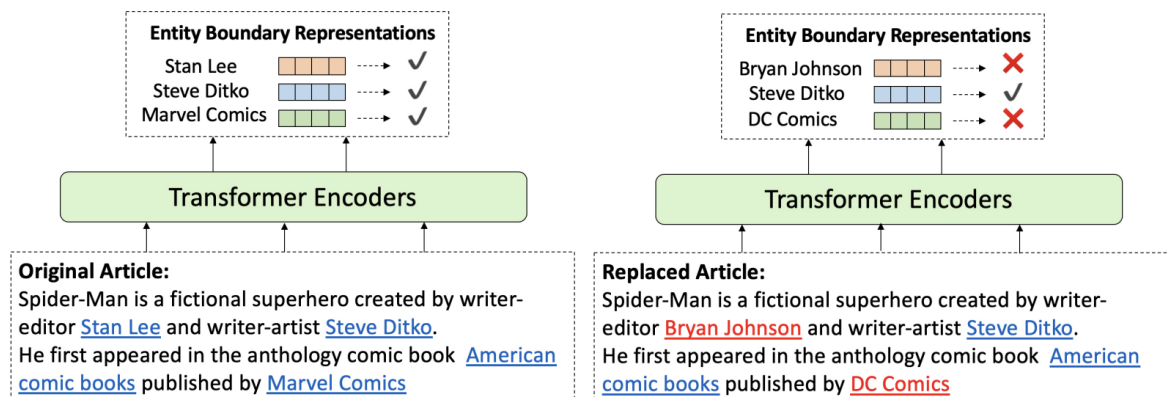 Entity Boundary Representations
Stan Lee
Steve Ditko
Marvel Comics
Transformer Encoders
Original Article:
Spider-Man is a fictional superhero created by writer-
editor Stan Lee and writer-artist Steve Ditko.
He first appeared in the anthology comic book American
comic books published by Marvel Comics
Entity Boundary Representations
Bryan Johnson
Steve Ditko
DC Comics
Transformer Encoders
Replaced Article:
Spider-Man is a fictional superhero created by writer-
editor Bryan Johnson and writer-artist Steve Ditko.
He first appeared in the anthology comic book American
comic books published by DC Comics